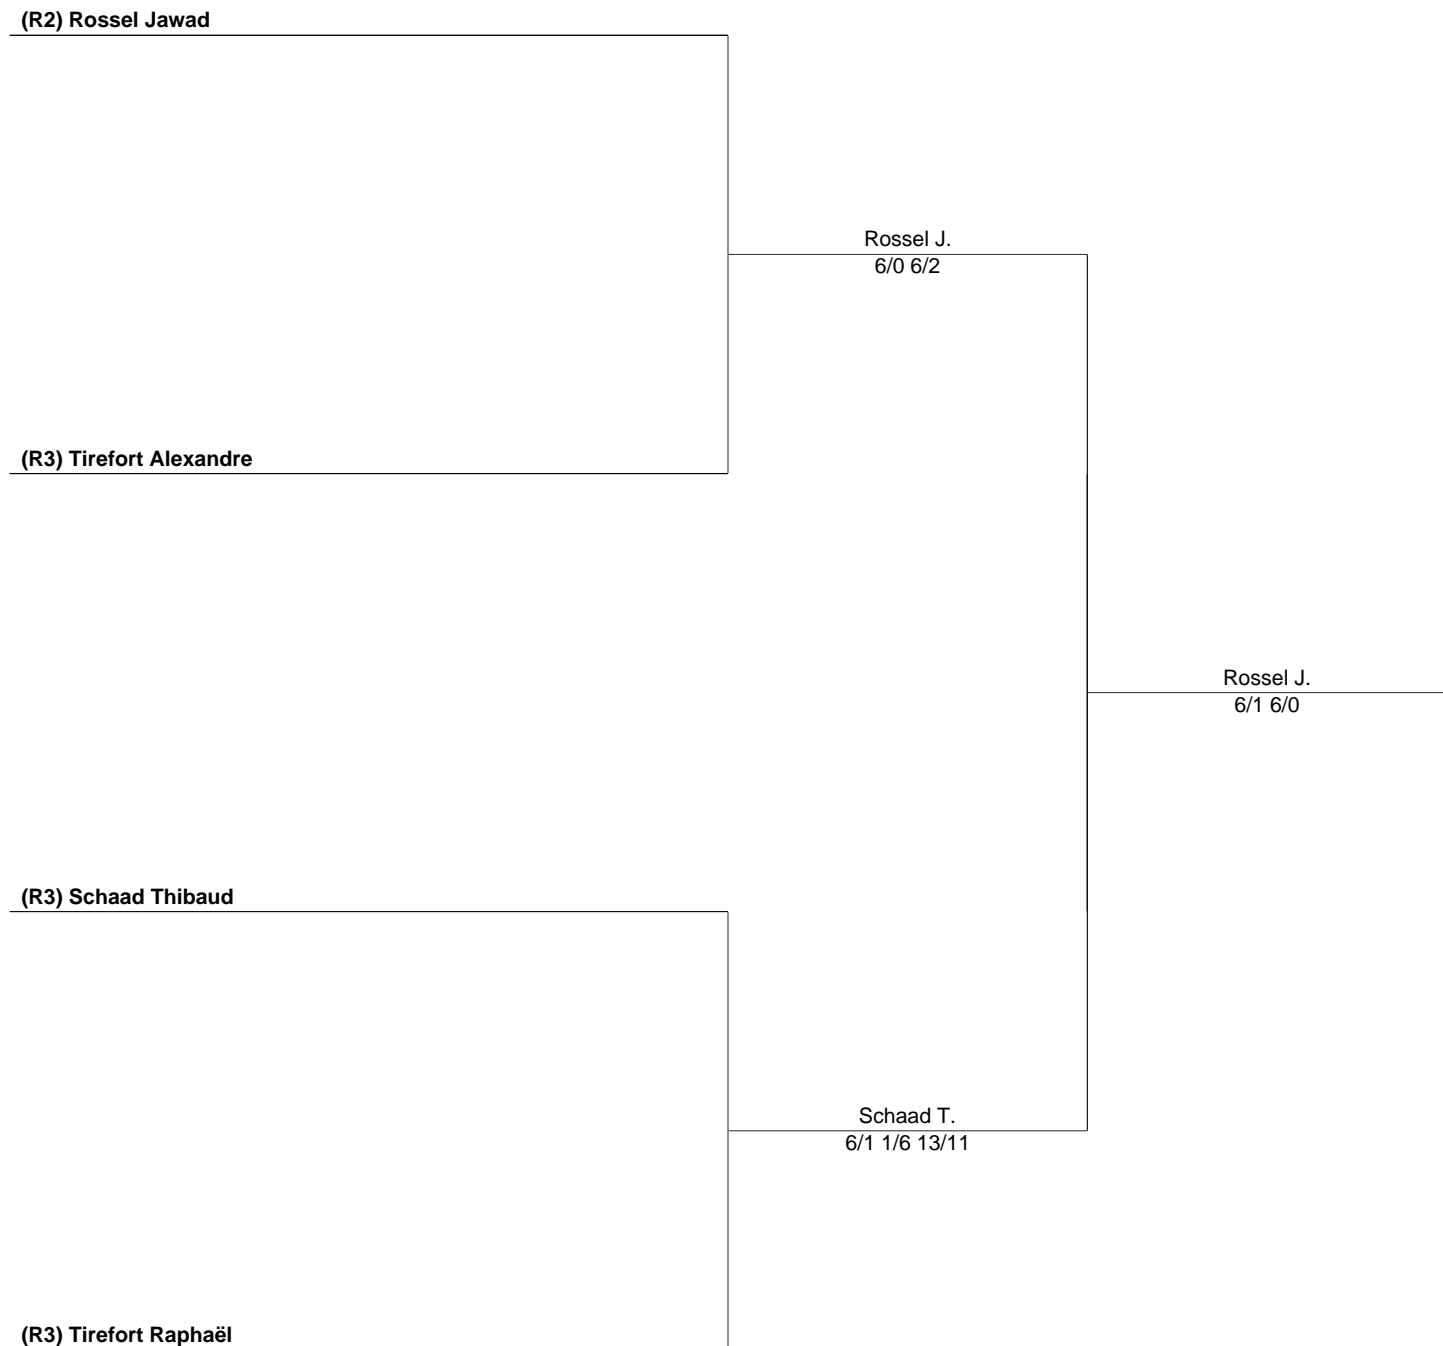 (R2) Rossel Jawad
Rossel J.
6/0 6/2
(R3) Tirefort Alexandre
Rossel J.
6/1 6/0
(R3) Schaad Thibaud
Schaad T.
6/1 1/6 13/11
(R3) Tirefort Raphaël